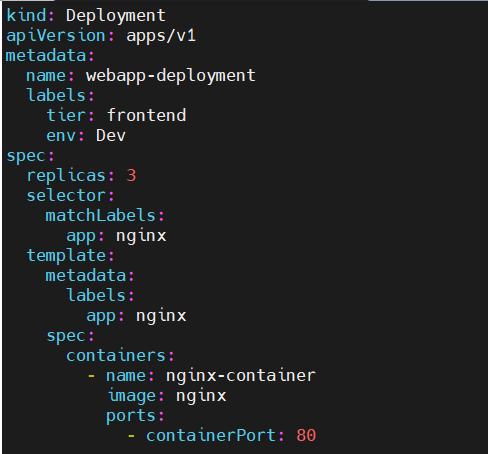 kind: Deployment
apiVersion: apps/v1
metadata:
  name: webapp-deployment
  labels:
    tier: frontend
    env: Dev
spec:
  replicas: 3
  selector:
    matchLabels:
      app: nginx
  template:
    metadata:
      labels:
        app: nginx
    spec:
      containers:
        - name: nginx-container
          image: nginx
          ports:
            - containerPort: 80